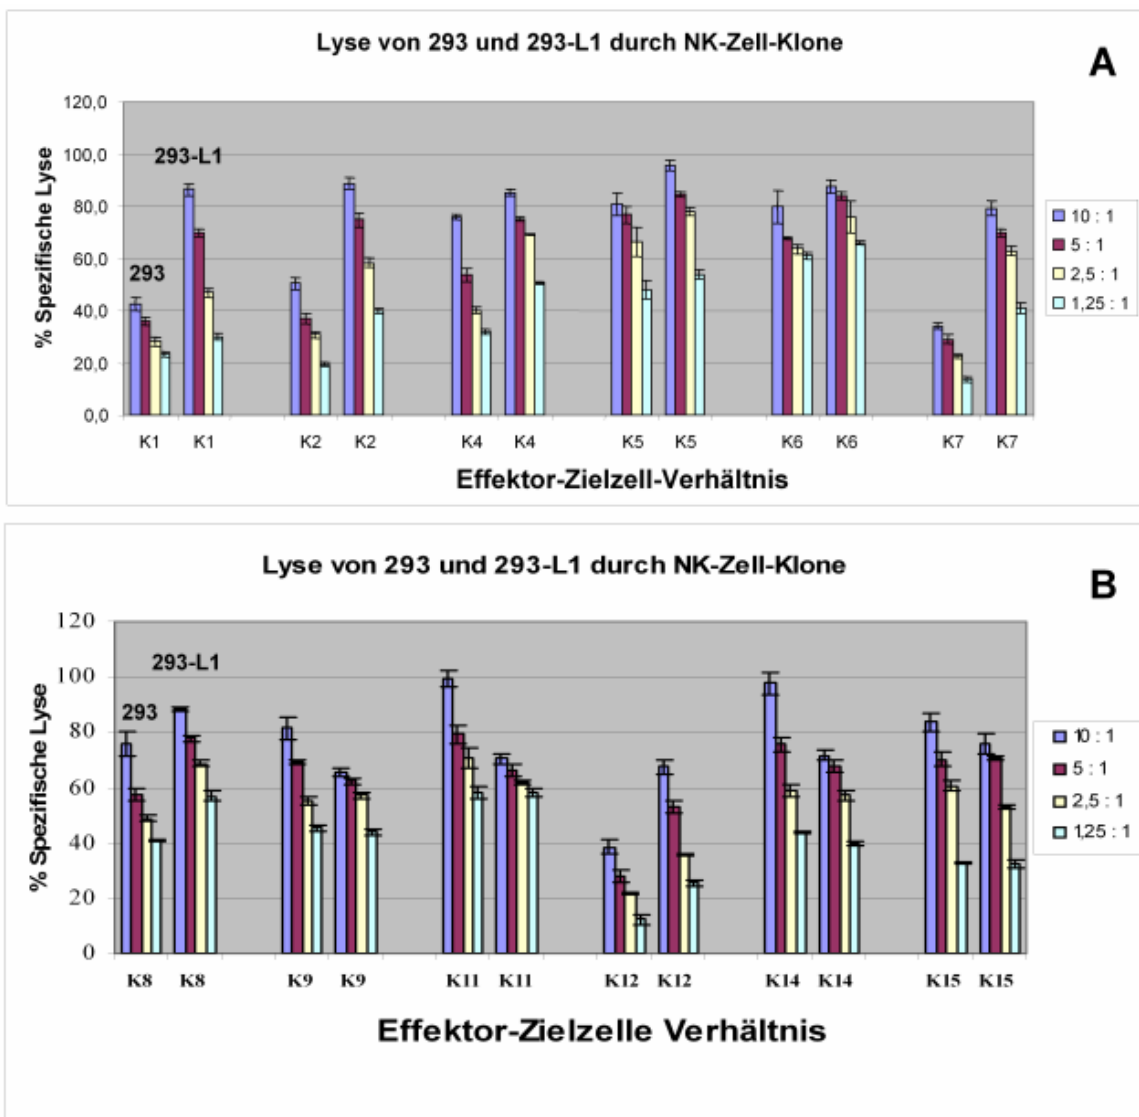 Lyse von 293 und 293-L1 durch NK-Zell-Klone
A
% Spezifische Lyse
120,0
100,0
80,0
60,0
40,0
20,0
0,0
293-L1
293
K1 K1 K2 K2 K4 K4 K5 K5 K6 K6 K7 K7
Effektor-Zielzell-Verhältnis
10 : 1
5 : 1
2,5 : 1
1,25 : 1
Lyse von 293 und 293-L1 durch NK-Zell-Klone
B
% Spezifische Lyse
120
100
80
60
40
20
0
293-L1
293
K8 K8 K9 K9 K11 K11 K12 K12 K14 K14 K15 K15
Effektor-Zielzelle Verhältnis
10 : 1
5 : 1
2,5 : 1
1,25 : 1